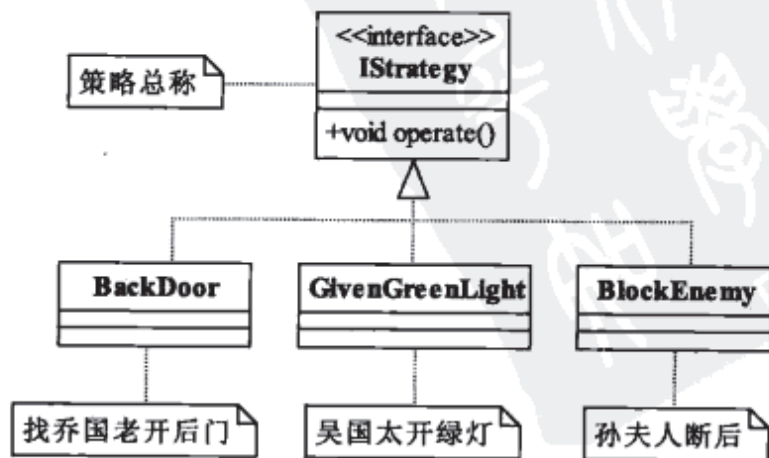 <<interface>>
IStrategy
策略总称
+void operate()
BackDoor
GivenGreenLight
BlockEnemy
找乔国老开后门
吴国太开绿灯
孙夫人断后